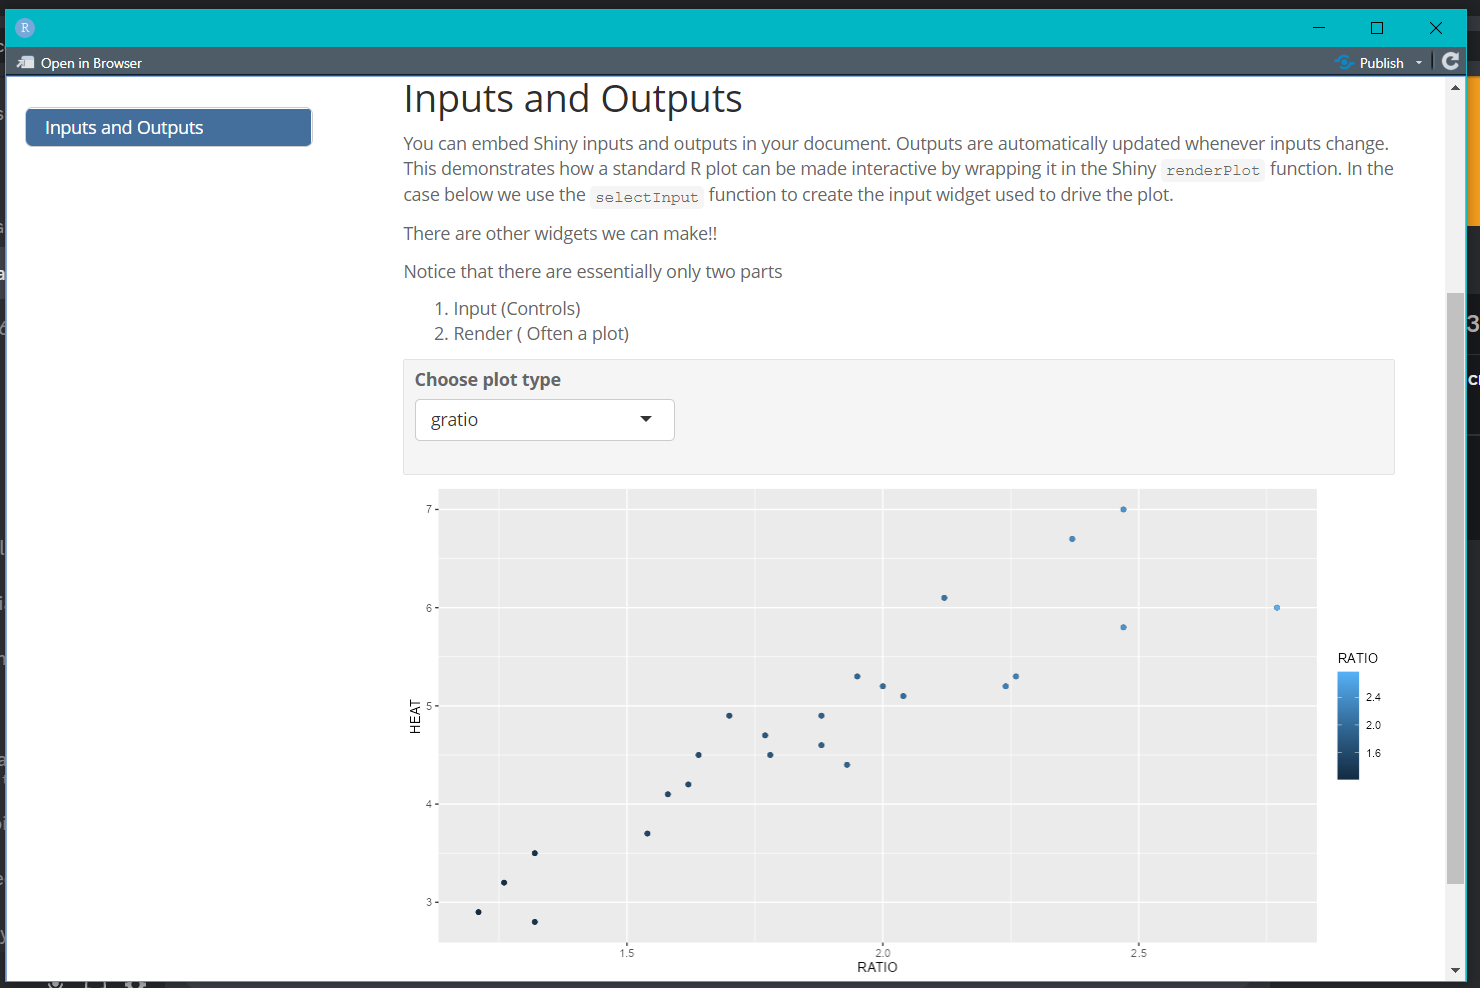 R
Open in Browser
Publish
Inputs and Outputs
Inputs and Outputs
You can embed Shiny inputs and outputs in your document. Outputs are automatically updated whenever inputs change.
This demonstrates how a standard R plot can be made interactive by wrapping it in the Shiny renderPlot function. In the
case below we use the selectInput function to create the input widget used to drive the plot.
There are other widgets we can make!!
Notice that there are essentially only two parts
1. Input (Controls)
2. Render ( Often a plot)
Choose plot type
gratio
7
6
5
4
3
HEAT
1.5
2.0
2.5
RATIO
RATIO
2.4
2.0
1.6